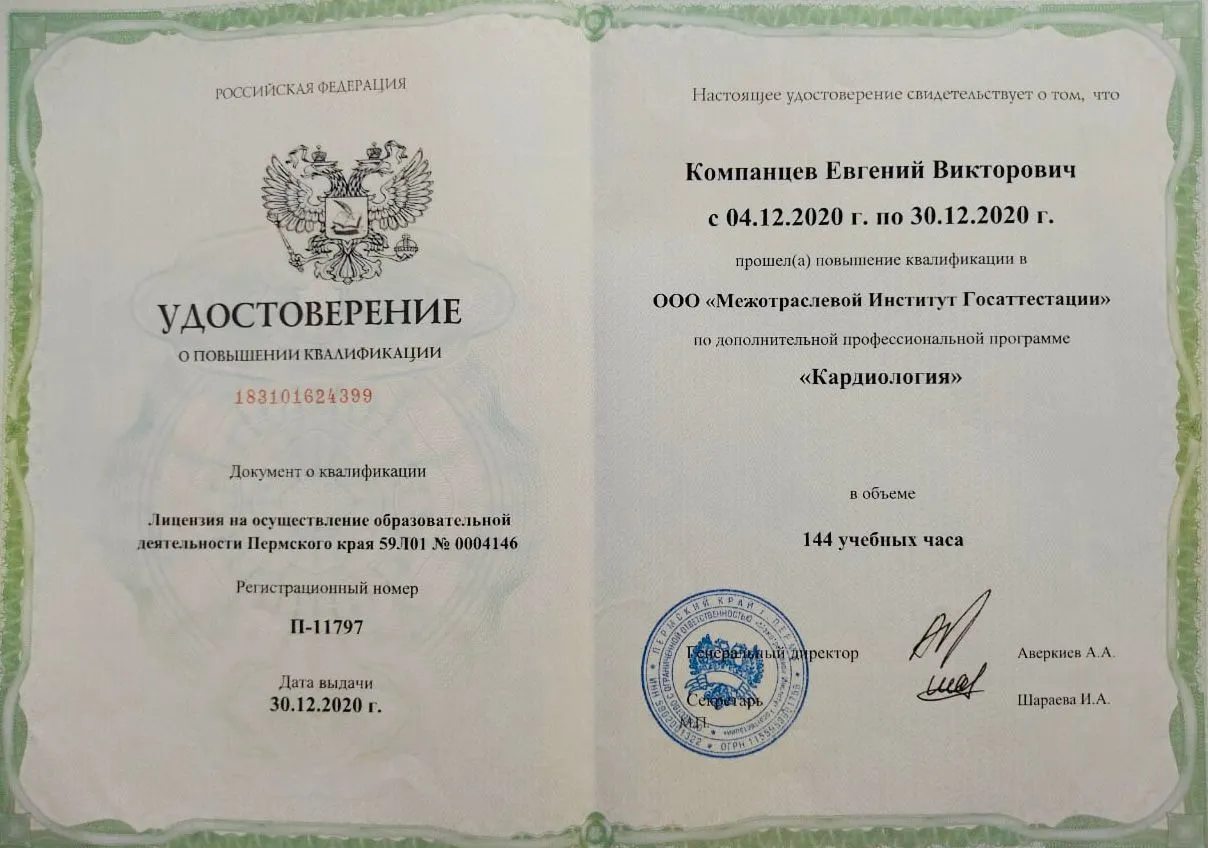 РОССИЙСКАЯ ФЕДЕРАЦИЯ
УДОСТОВЕРЕНИЕ
О ПОВЫШЕНИИ КВАЛИФИКАЦИИ
183101624399
Документ о квалификации
Лицензия на осуществление образовательной
деятельности Пермского края 59Л01 № 0004146
Регистрационный номер
П-11797
Дата выдачи
30.12.2020 г.
Настоящее удостоверение свидетельствует о том, что
Компанцев Евгений Викторович
с 04.12.2020 г. по 30.12.2020 г.
прошел(а) повышение квалификации в
ООО «Межотраслевой Институт Госаттестации»
по дополнительной профессиональной программе
«Кардиология»
в объеме
144 учебных часа
Генеральный директор
Аверкиев А.А.
Секретарь
Шараева И.А.
М.П.
ПЕРМСКИЙ КРАЙ Г. ПЕРМЬ